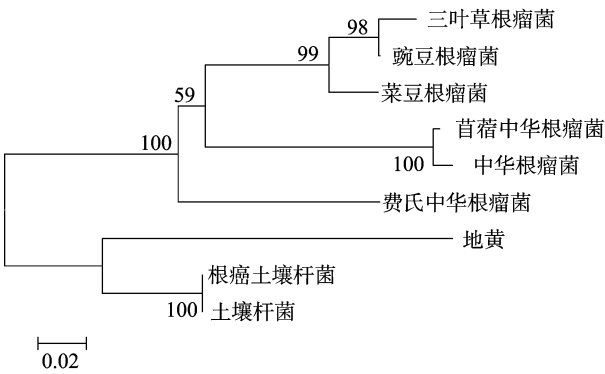 98
三叶草根瘤菌
99
豌豆根瘤菌
59
菜豆根瘤菌
100
苜蓿中华根瘤菌
100
中华根瘤菌
费氏中华根瘤菌
地黄
根癌土壤杆菌
100
土壤杆菌
0.02